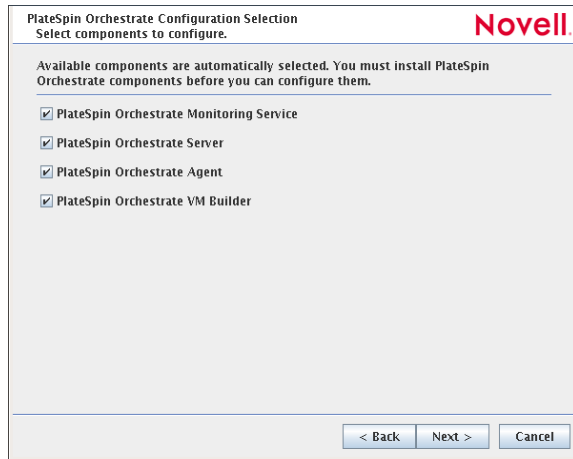 PlateSpin Orchestrate Configuration Selection
Select components to configure.
Novell.
Available components are automatically selected. You must install PlateSpin
Orchestrate components before you can configure them.
PlateSpin Orchestrate Monitoring Service
PlateSpin Orchestrate Server
PlateSpin Orchestrate Agent
PlateSpin Orchestrate VM Builder
< Back Next > Cancel